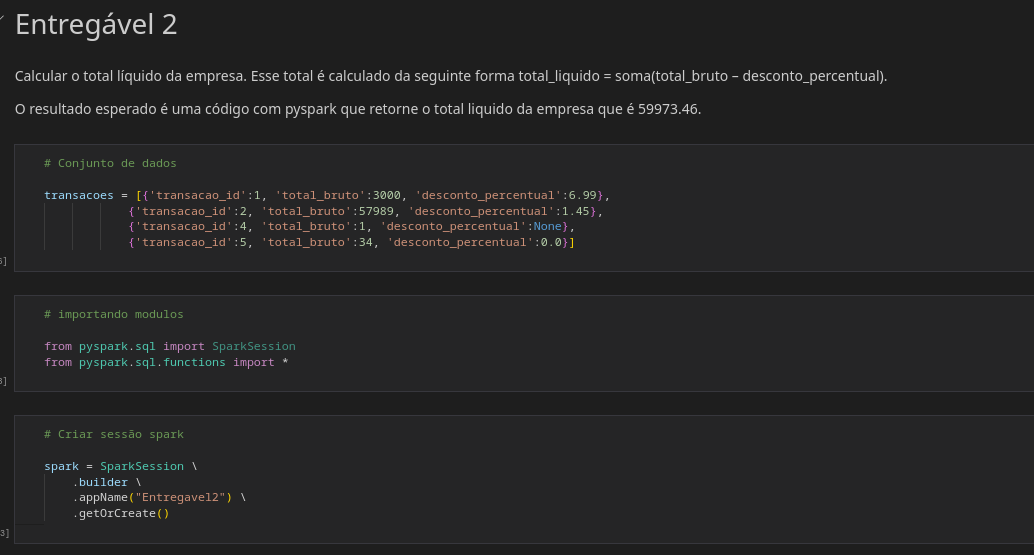 Entregável 2
Calcular o total líquido da empresa. Esse total é calculado da seguinte forma total_liquido = soma(total_bruto – desconto_percentual).
O resultado esperado é uma código com pyspark que retorne o total liquido da empresa que é 59973.46.
# Conjunto de dados
transacoes = [{'transacao_id':1, 'total_bruto':3000, 'desconto_percentual':6.99},
{'transacao_id':2, 'total_bruto':57989, 'desconto_percentual':1.45},
{'transacao_id':4, 'total_bruto':1, 'desconto_percentual':None},
{'transacao_id':5, 'total_bruto':34, 'desconto_percentual':0.0}]
# importando modulos
from pyspark.sql import SparkSession
from pyspark.sql.functions import *
# Criar sessão spark
spark = SparkSession \
.builder \
.appName("Entregavel2") \
.getOrCreate()
3]